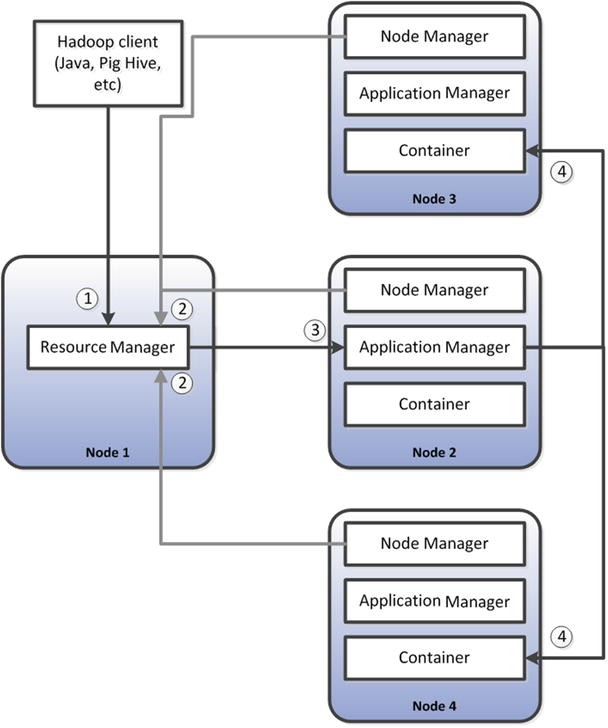 Hadoop client
(Java, Pig Hive,
etc)
Node Manager
Application Manager
Container
4
Node 3
1
2
Resource Manager
2
Node 1
3
Node Manager
Application Manager
Container
Node 2
Node Manager
Application Manager
4
Container
Node 4